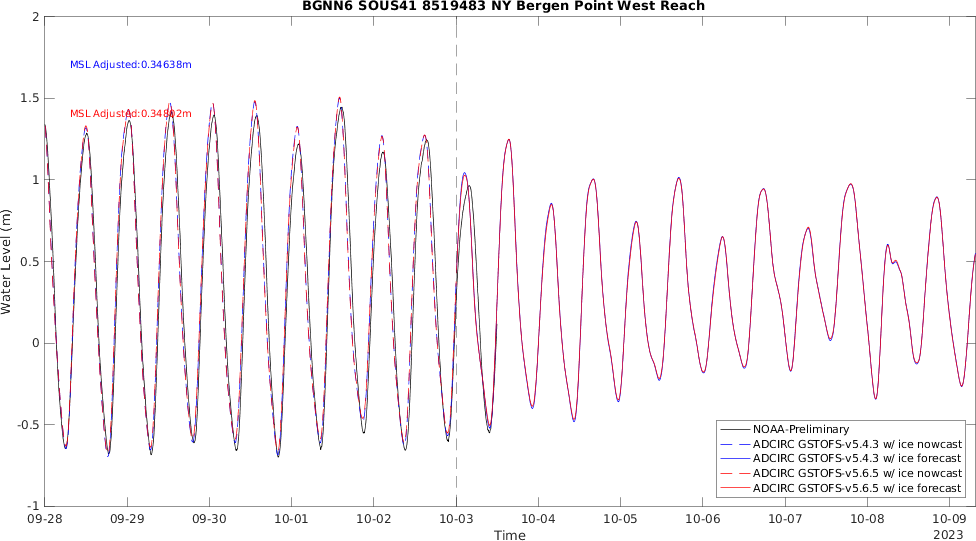 BGNN6 SOUS41 8519483 NY Bergen Point West Reach
2
1.5
1
0.5
0
-0.5
-1
Water Level (m)
MSL Adjusted:0.34638m
MSL Adjusted:0.34802m
NOAA-Preliminary
ADCIRC GSTOFS-v5.4.3 w/ ice nowcast
ADCIRC GSTOFS-v5.4.3 w/ ice forecast
ADCIRC GSTOFS-v5.6.5 w/ ice nowcast
ADCIRC GSTOFS-v5.6.5 w/ ice forecast
09-28 09-29 09-30 10-01 10-02 10-03 10-04 10-05 10-06 10-07 10-08 10-09
Time 2023